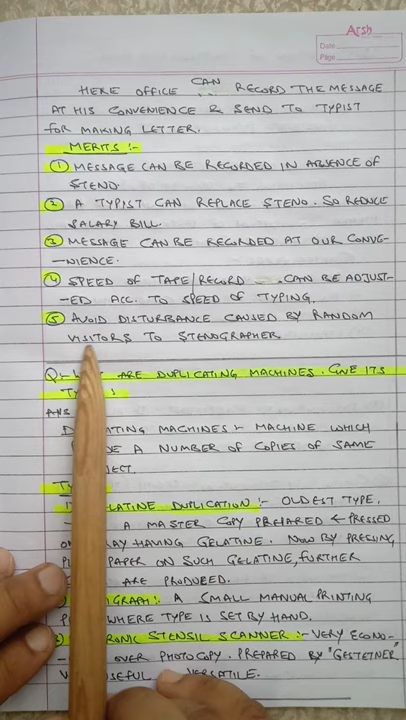 Arsh
Date
Page
HERE OFFICE CAN RECORD THE MESSAGE
AT HIS CONVENIENCE & SEND TO TYPIST
FOR MAKING LETTER.
MERITS :-
1 MESSAGE CAN BE RECORDED IN ABSENCE OF
STENO.
2 A TYPIST CAN REPLACE STENO. SO REDUCE
SALARY BILL.
3 MESSAGE CAN BE RECORDED AT OUR CONVE-
-NIENCE.
4 SPEED OF TAPE/RECORD CAN BE ADJUST-
-ED ACC. TO SPEED OF TYPING.
5 AVOID DISTURBANCE CAUSED BY RANDOM
VISITORS TO STENOGRAPHER
Q:- ARE DUPLICATING MACHINES. GIVE ITS
ANS
MACHINES :- MACHINE WHICH
A NUMBER OF COPIES OF SAME
DUPLICATION :- OLDEST TYPE.
A MASTER COPY PREPARED & PRESSED
HAVING GELATINE. NOW BY PRESSING,
PAPER ON SUCH GELATINE, FURTHER
ARE PRODUCED.
A SMALL MANUAL PRINTING
WHERE TYPE IS SET BY HAND.
STENSIL SCANNER :- VERY ECONO-
OVER PHOTOCOPY. PREPARED BY "GESTETNER"
VERSATILE.